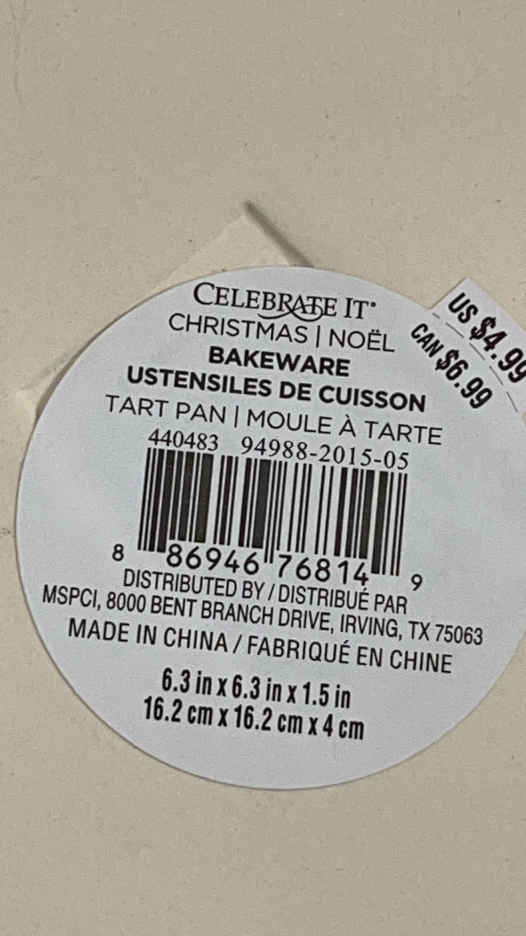 CELEBRATE IT
CHRISTMAS | NOËL
BAKEWARE
USTENSILES DE CUISSON
TART PAN | MOULE À TARTE
440483 94988-2015-05
8 86946 76814 9
DISTRIBUTED BY / DISTRIBUÉ PAR
MSPCI, 8000 BENT BRANCH DRIVE, IRVING, TX 75063
MADE IN CHINA / FABRIQUÉ EN CHINE
6.3 in x 6.3 in x 1.5 in
16.2 cm x 16.2 cm x 4 cm
US $4.99
CAN $6.99